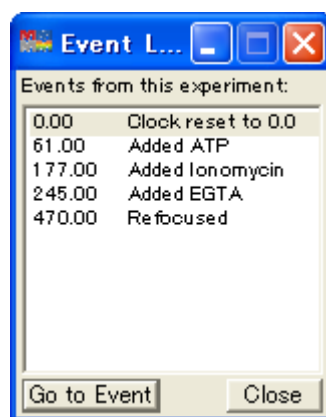 Event L...
Events from this experiment:
0.00 Clock reset to 0.0
61.00 Added ATP
177.00 Added Ionomycin
245.00 Added EGTA
470.00 Refocused
Go to Event Close